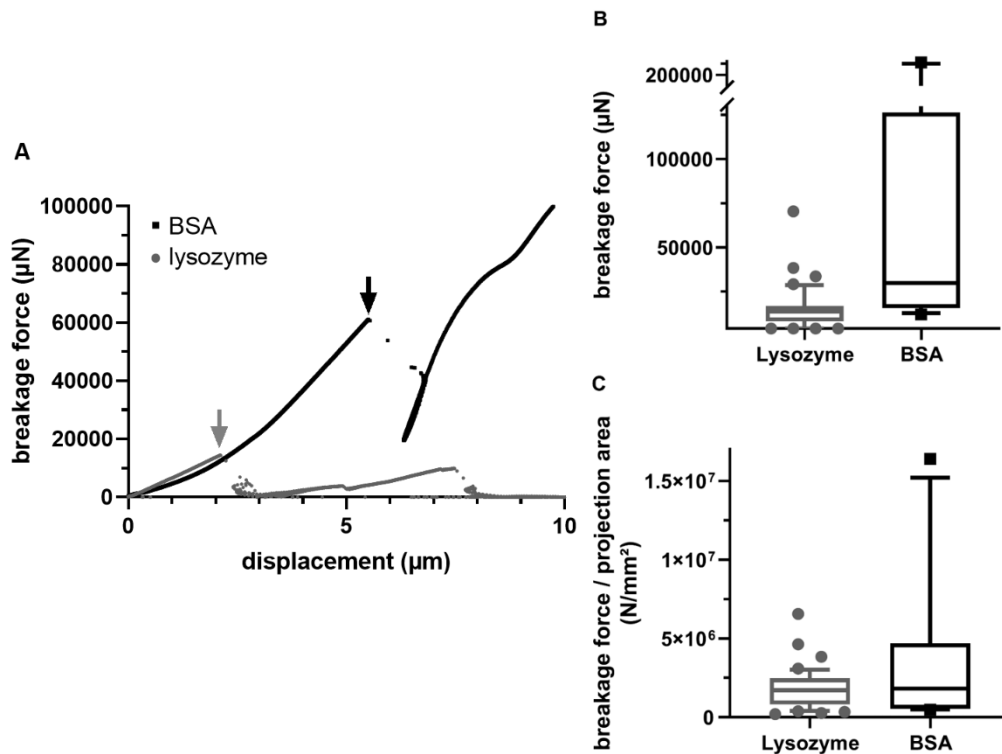 A
breakage force (µN)
100000
80000
60000
40000
20000
0
BSA
lysozyme
0
5
10
displacement (µm)
B
breakage force (µN)
200000
100000
50000
Lysozyme
BSA
C
breakage force / projection area
(N/mm²)
1.5×10⁷
1×10⁷
5×10⁶
0
Lysozyme
BSA